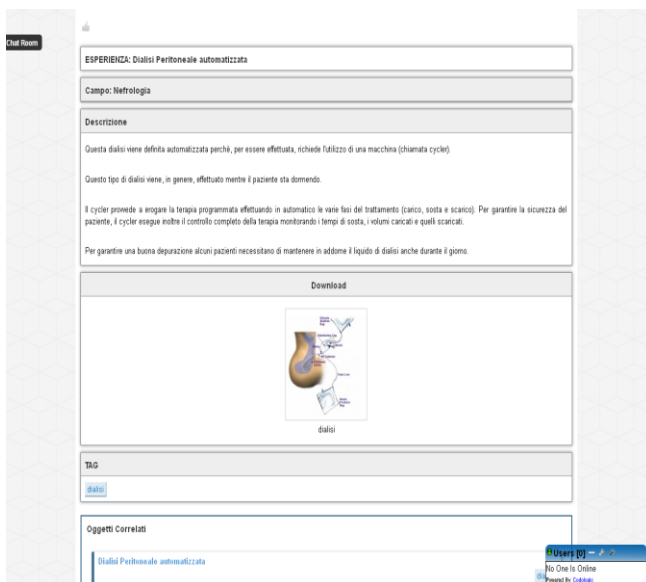 Chat Room
ESPERIENZA: Dialisi Peritoneale automatizzata
Campo: Nefrologia
Descrizione
Questa dialisi viene definita automatizzata perchè, per essere effettuata, richiede l'utilizzo di una macchina (chiamata cycler).
Questo tipo di dialisi viene, in genere, effettuato mentre il paziente sta dormendo.
Il cycler provvede a erogare la terapia programmata effettuando in automatico le varie fasi del trattamento (carico, sosta e scarico). Per garantire la sicurezza del
paziente, il cycler esegue inoltre il controllo completo della terapia monitorando i tempi di sosta, i volumi caricati e quelli scaricati.
Per garantire una buona depurazione alcuni pazienti necessitano di mantenere in addome il liquido di dialisi anche durante il giorno.
Download
dialisi
TAG
dialisi
Oggetti Correlati
Dialisi Peritoneale automatizzata
Users [0]
No One Is Online
Powered By Codologic